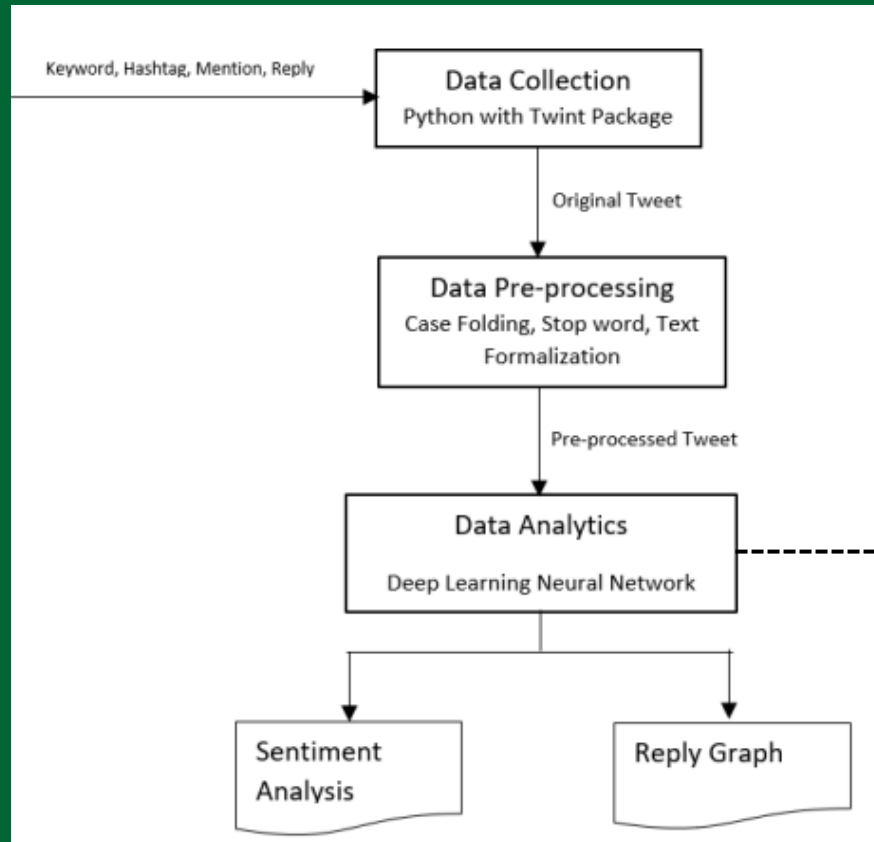 Keyword, Hashtag, Mention, Reply
Data Collection
Python with Twint Package
Original Tweet
Data Pre-processing
Case Folding, Stop word, Text
Formalization
Pre-processed Tweet
Data Analytics
Deep Learning Neural Network
Sentiment
Analysis
Reply Graph